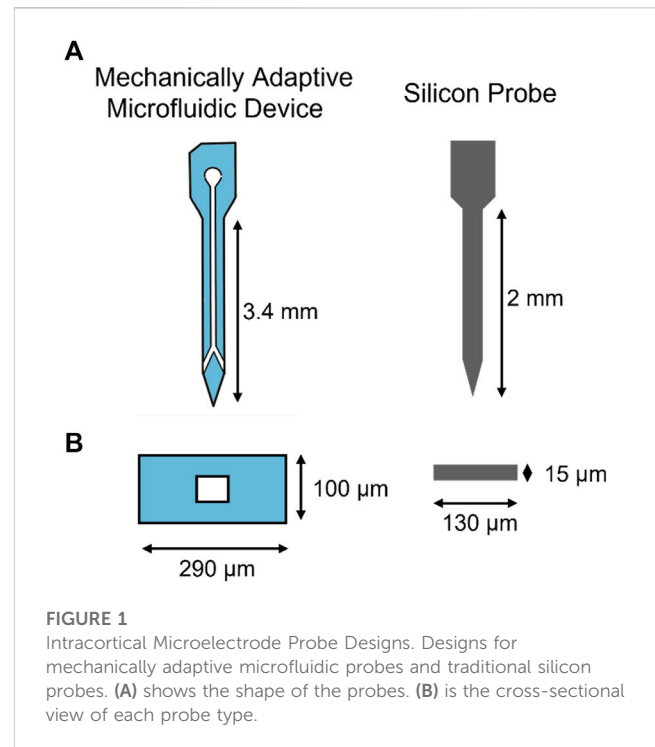 A
Mechanically Adaptive
Microfluidic Device
Silicon Probe
3.4 mm
2 mm
B
100 µm
15 µm
290 µm
130 µm
FIGURE 1
Intracortical Microelectrode Probe Designs. Designs for
mechanically adaptive microfluidic probes and traditional silicon
probes. (A) shows the shape of the probes. (B) is the cross-sectional
view of each probe type.